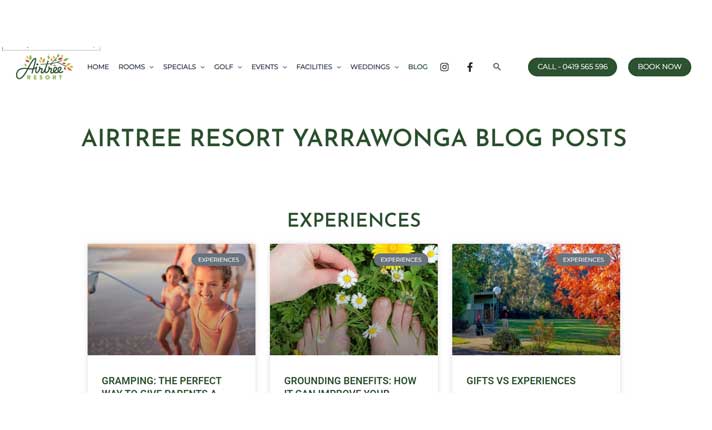 Airtree
RESORT
HOME ROOMS SPECIALS GOLF EVENTS FACILITIES WEDDINGS BLOG CALL - 0419 565 596 BOOK NOW
AIRTREE RESORT YARRAWONGA BLOG POSTS
EXPERIENCES
EXPERIENCES EXPERIENCES EXPERIENCES
GRAMPING: THE PERFECT
WAY TO GIVE PARENTS A
GROUNDING BENEFITS: HOW
IT CAN IMPROVE YOUR
GIFTS VS EXPERIENCES